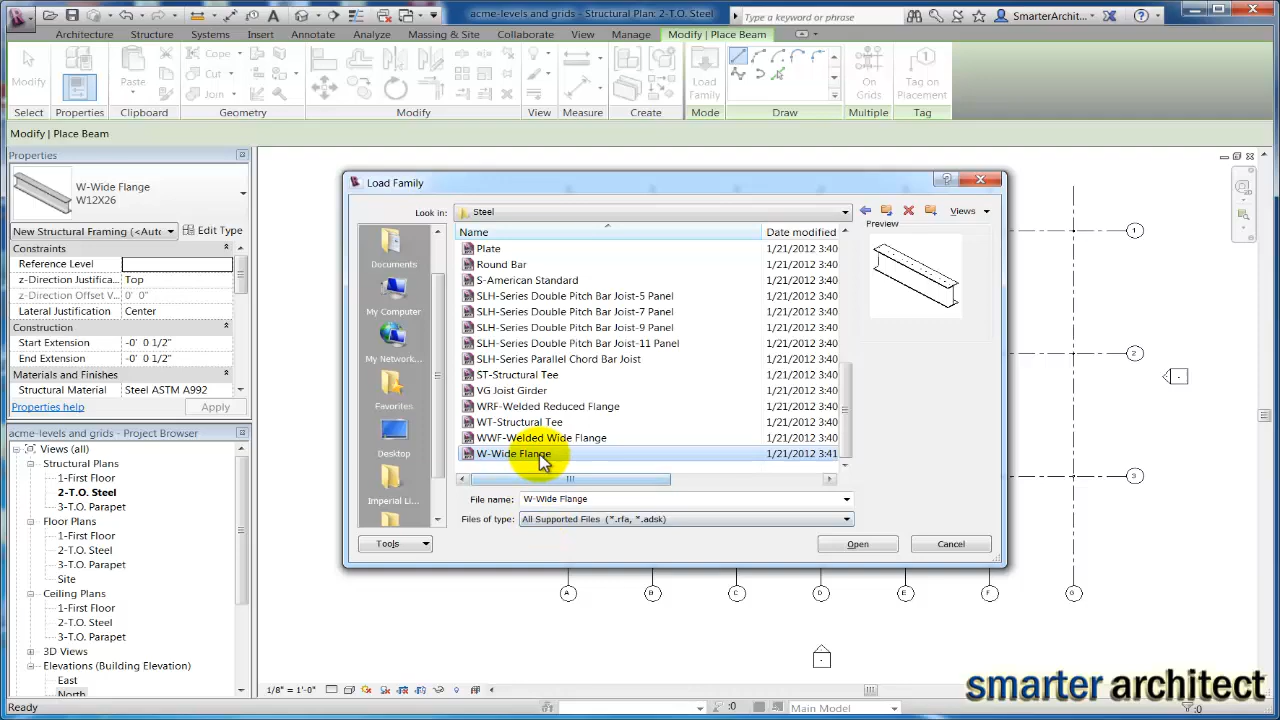 acme-levels and grids - Structural Plan: 2-T.O. Steel
Type a keyword or phrase
SmarterArchit...
Architecture Structure Systems Insert Annotate Analyze Massing & Site Collaborate View Manage Modify | Place Beam
Modify
Paste
Cope
Cut
Join
Load
Family
On
Grids
Tag on
Placement
Select Properties Clipboard Geometry Modify View Measure Create Mode Draw Multiple Tag
Modify | Place Beam
Properties
W-Wide Flange
W12X26
New Structural Framing (<Auto
Edit Type
Constraints
Reference Level
z-Direction Justifica... Top
z-Direction Offset V... 0' 0"
Lateral Justification Center
Construction
Start Extension -0' 0 1/2"
End Extension -0' 0 1/2"
Materials and Finishes
Structural Material Steel ASTM A992
Properties help
Apply
acme-levels and grids - Project Browser
Views (all)
Structural Plans
1-First Floor
2-T.O. Steel
3-T.O. Parapet
Floor Plans
1-First Floor
2-T.O. Steel
3-T.O. Parapet
Site
Ceiling Plans
1-First Floor
2-T.O. Steel
3-T.O. Parapet
3D Views
Elevations (Building Elevation)
East
North
Load Family
Look in: Steel
Views
Documents
My Computer
My Network...
Favorites
Desktop
Imperial Li...
Name Date modified
Plate 1/21/2012 3:40
Round Bar 1/21/2012 3:40
S-American Standard 1/21/2012 3:40
SLH-Series Double Pitch Bar Joist-5 Panel 1/21/2012 3:40
SLH-Series Double Pitch Bar Joist-7 Panel 1/21/2012 3:40
SLH-Series Double Pitch Bar Joist-9 Panel 1/21/2012 3:40
SLH-Series Double Pitch Bar Joist-11 Panel 1/21/2012 3:40
SLH-Series Parallel Chord Bar Joist 1/21/2012 3:40
ST-Structural Tee 1/21/2012 3:40
VG Joist Girder 1/21/2012 3:40
WRF-Welded Reduced Flange 1/21/2012 3:40
WT-Structural Tee 1/21/2012 3:40
WWF-Welded Wide Flange 1/21/2012 3:40
W-Wide Flange 1/21/2012 3:41
Preview
File name: W-Wide Flange
Files of type: All Supported Files (*.rfa, *.adsk)
Tools
Open
Cancel
1
2
3
A B C D E F G
1/8" = 1'-0"
smarter architect
Ready
:0
Main Model
:0